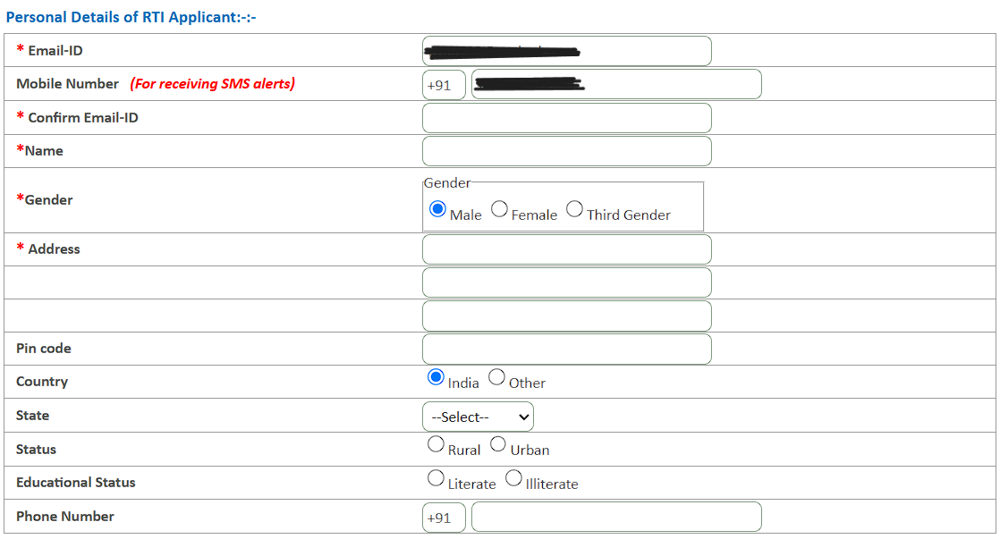 Personal Details of RTI Applicant:-:-
* Email-ID
Mobile Number (For receiving SMS alerts) +91
* Confirm Email-ID
*Name
Gender
*Gender
Male Female Third Gender
* Address
Pin code
Country India Other
State --Select--
Status Rural Urban
Educational Status Literate Illiterate
Phone Number +91